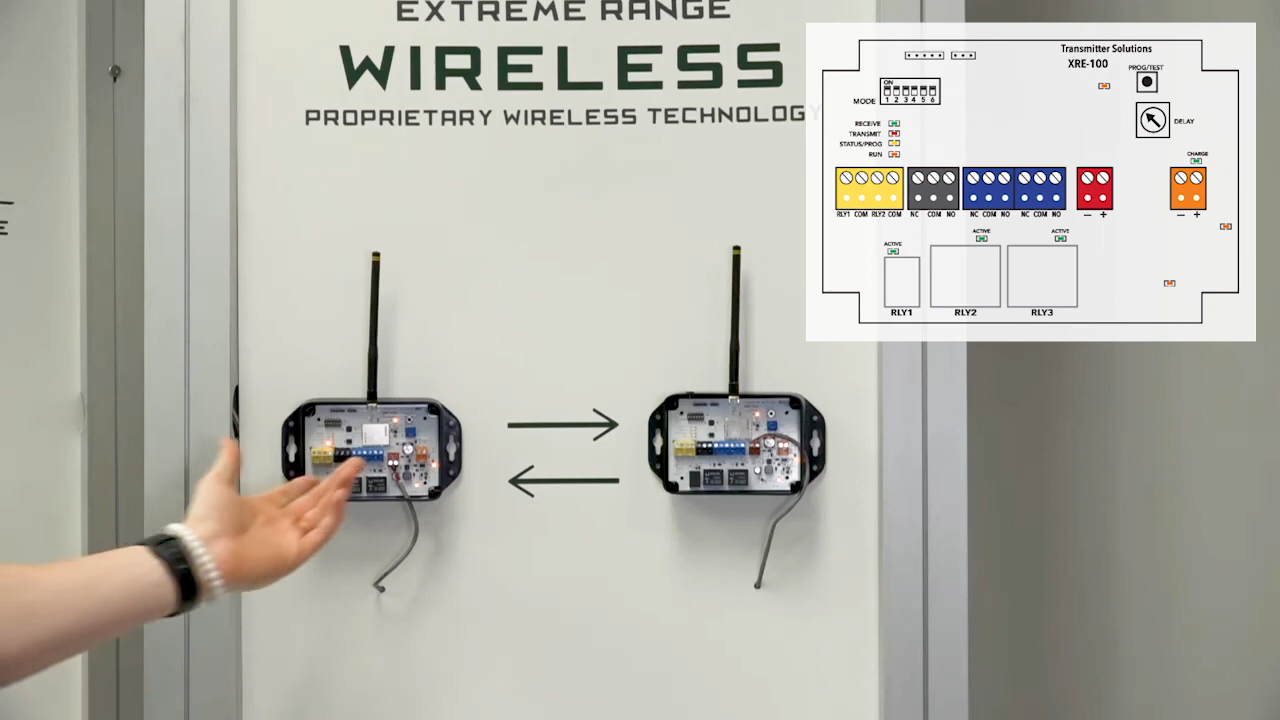 EXTREME RANGE
WIRELESS
PROPRIETARY WIRELESS TECHNOLOGY
E
Transmitter Solutions
XRE-100
PROG/TEST
ON
1 2 3 4 5 6
MODE
DELAY
RECEIVE
TRANSMIT
STATUS/PROG
RUN
CHARGE
RLY1 COM RLY2 COM NC COM NO NC COM NO NC COM NO − + − +
ACTIVE ACTIVE ACTIVE
RLY1 RLY2 RLY3